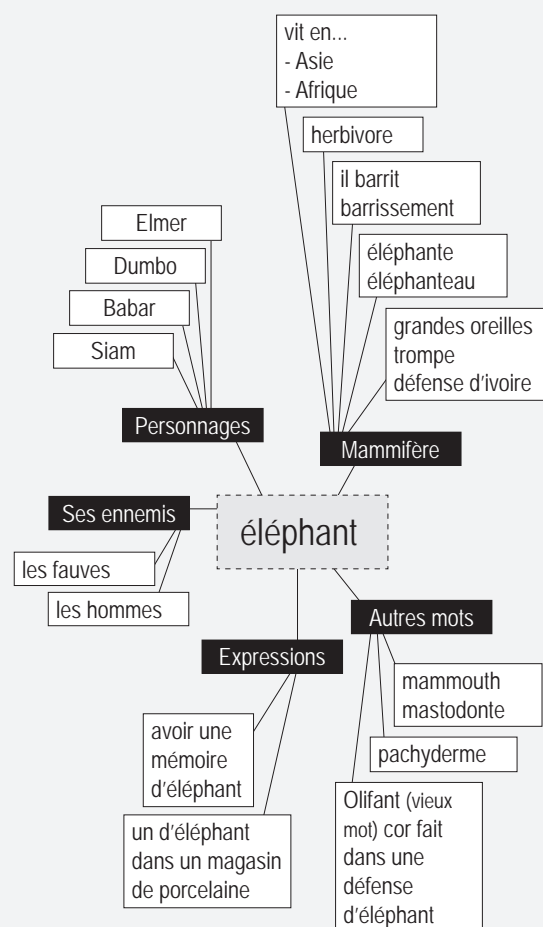 vit en...
- Asie
- Afrique
herbivore
il barrit
barrissement
éléphante
éléphanteau
grandes oreilles
trompe
défense d'ivoire
Mammifère
Elmer
Dumbo
Babar
Siam
Personnages
Ses ennemis
les fauves
les hommes
éléphant
Autres mots
mammouth
mastodonte
pachyderme
Olifant (vieux
mot) cor fait
dans une
défense
d'éléphant
Expressions
avoir une
mémoire
d'éléphant
un d'éléphant
dans un magasin
de porcelaine